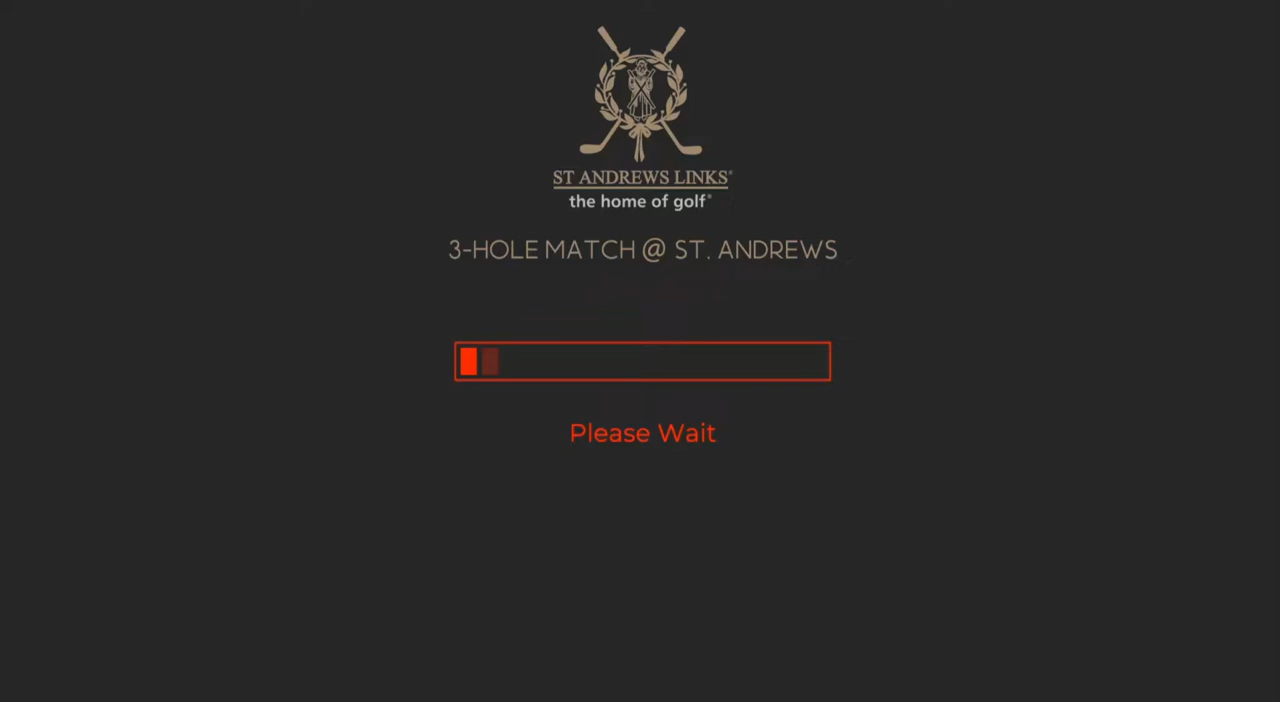 ST ANDREWS LINKS®
the home of golf®
3-HOLE MATCH @ ST. ANDREWS
Please Wait